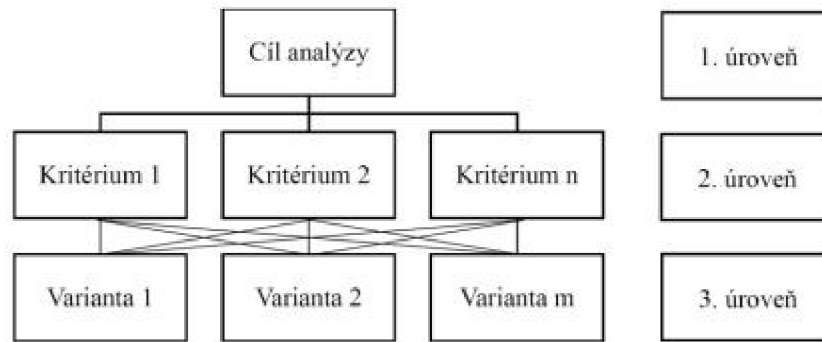 Cíl analýzy
1. úroveň
Kritérium 1
Kritérium 2
Kritérium n
2. úroveň
Varianta 1
Varianta 2
Varianta m
3. úroveň